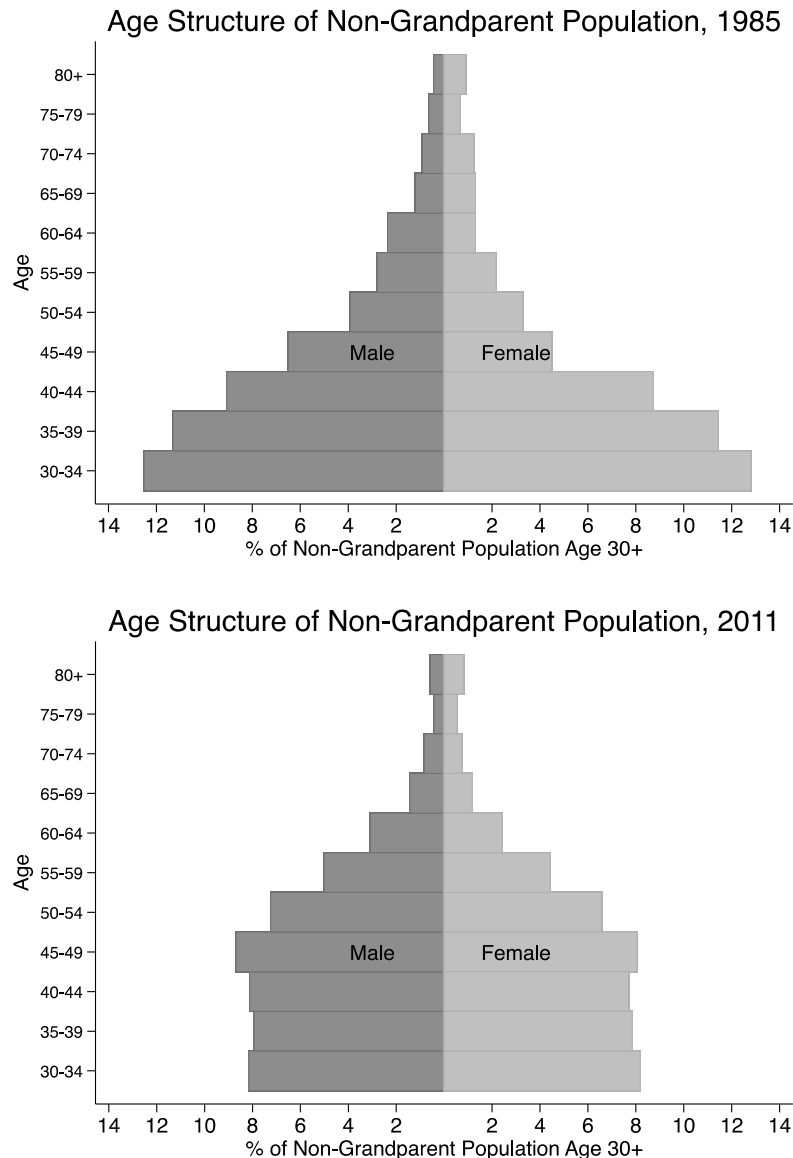 Age Structure of Non-Grandparent Population, 1985
80+
75-79
70-74
65-69
60-64
55-59
50-54
45-49
40-44
35-39
30-34
Age
Male Female
14 12 10 8 6 4 2 2 4 6 8 10 12 14
% of Non-Grandparent Population Age 30+
Age Structure of Non-Grandparent Population, 2011
80+
75-79
70-74
65-69
60-64
55-59
50-54
45-49
40-44
35-39
30-34
Age
Male Female
14 12 10 8 6 4 2 2 4 6 8 10 12 14
% of Non-Grandparent Population Age 30+